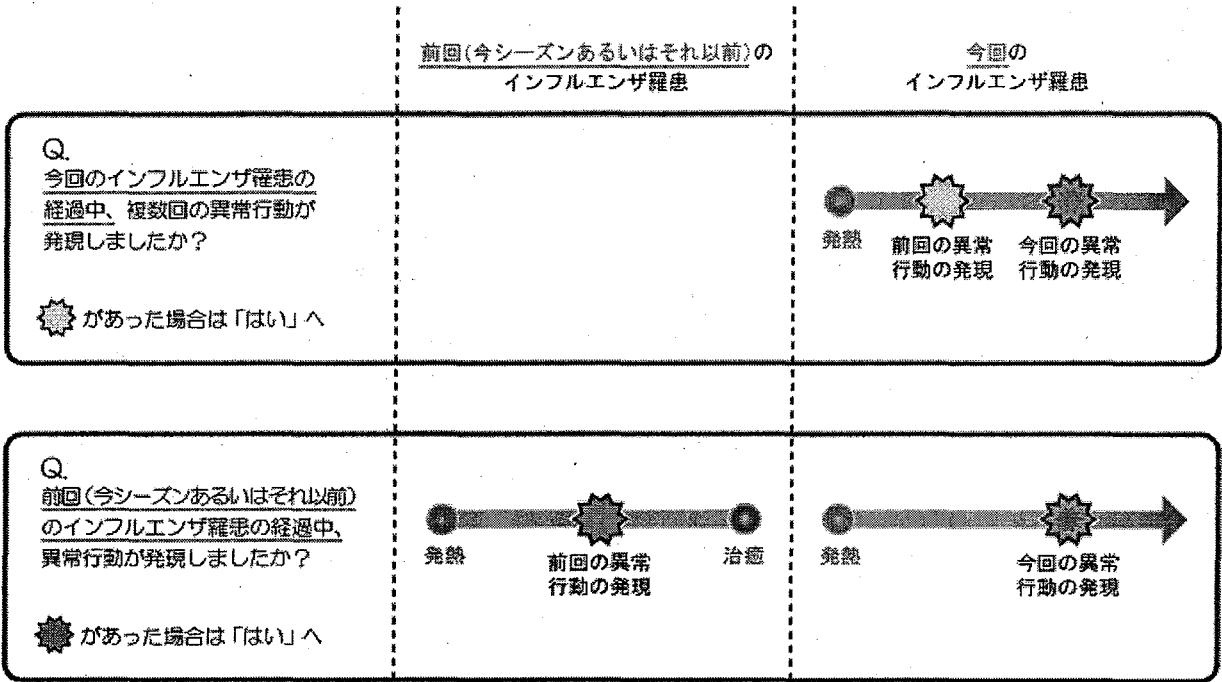 前回(今シーズンあるいはそれ以前)の
インフルエンザ罹患
今回の
インフルエンザ罹患
Q.
今回のインフルエンザ罹患の
経過中、複数回の異常行動が
発現しましたか？
があった場合は「はい」へ
発熱
前回の異常
行動の発現
今回の異常
行動の発現
Q.
前回(今シーズンあるいはそれ以前)
のインフルエンザ罹患の経過中、
異常行動が発現しましたか？
があった場合は「はい」へ
発熱
前回の異常
行動の発現
治癒
発熱
今回の異常
行動の発現